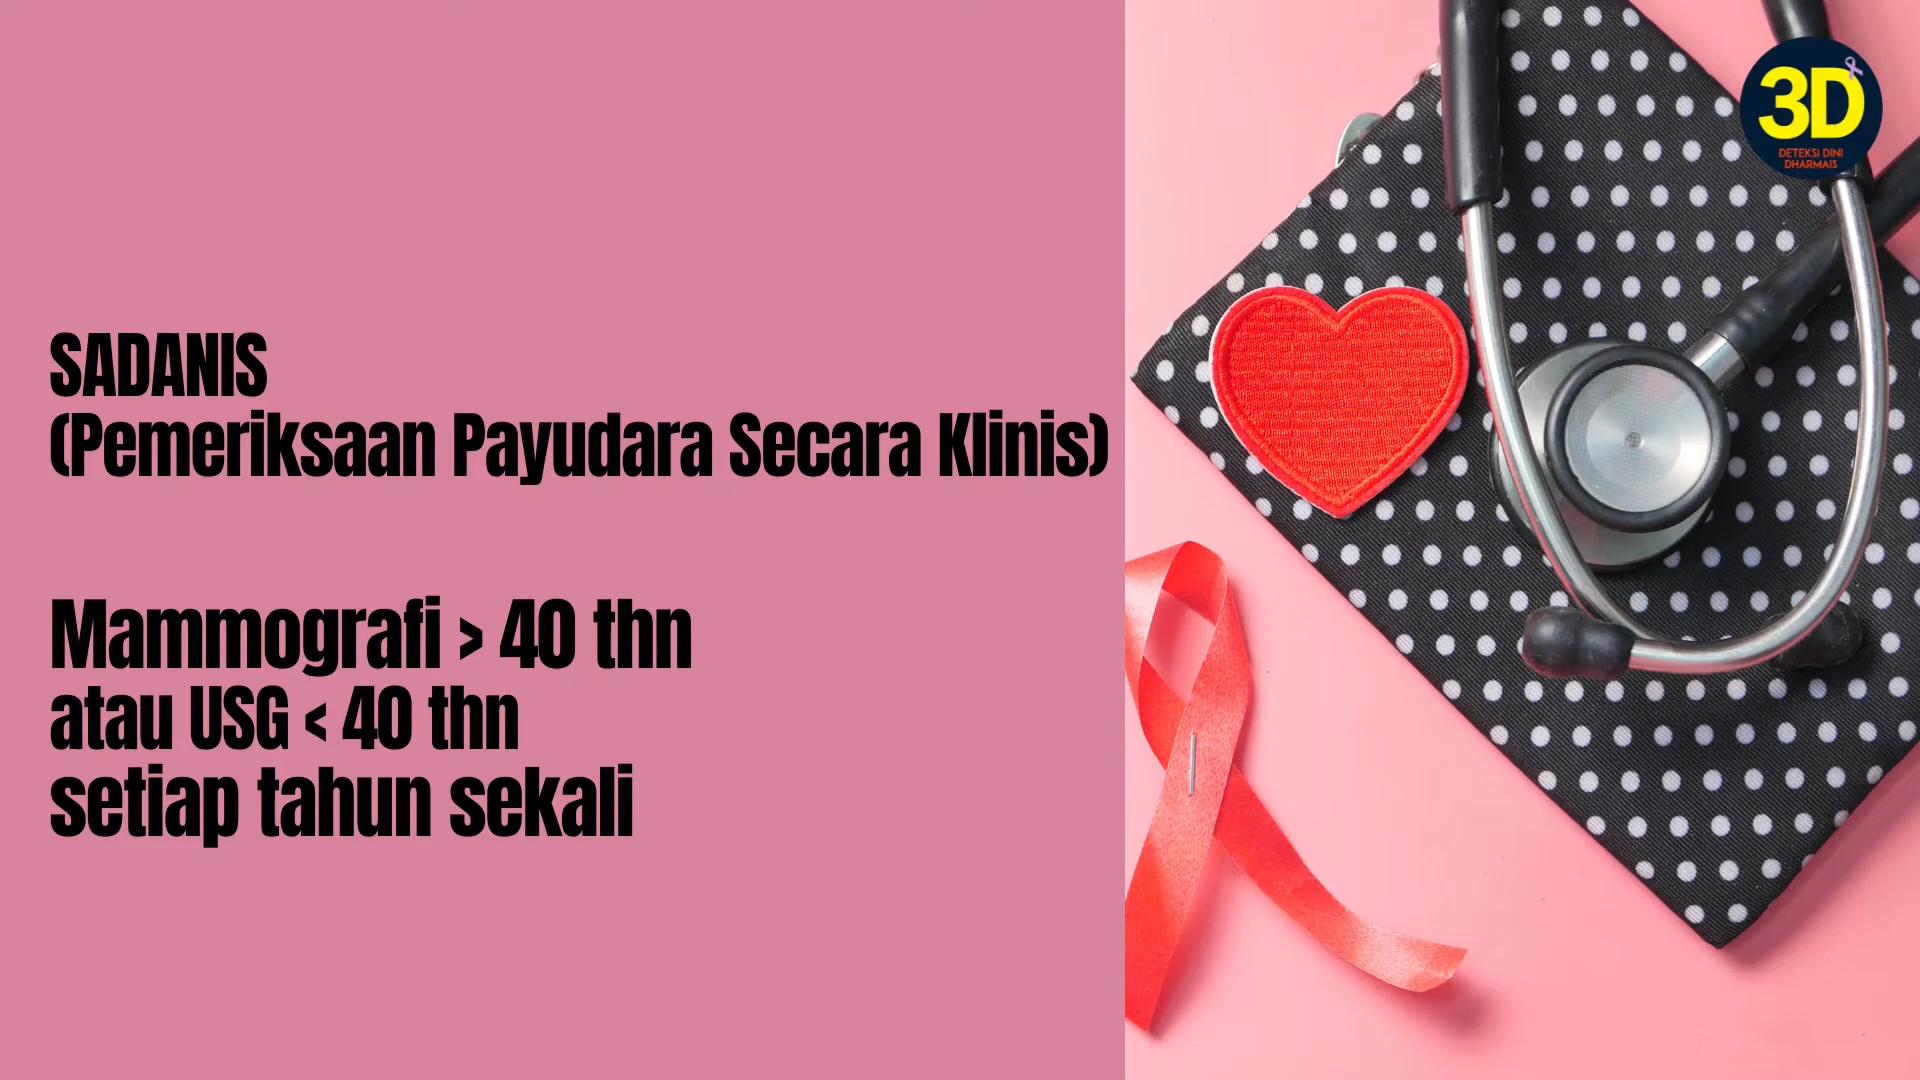 SADANIS
(Pemeriksaan Payudara Secara Klinis)
Mammografi > 40 thn
atau USG < 40 thn
setiap tahun sekali
3D
DETEKSI DINI
DHARMAIS